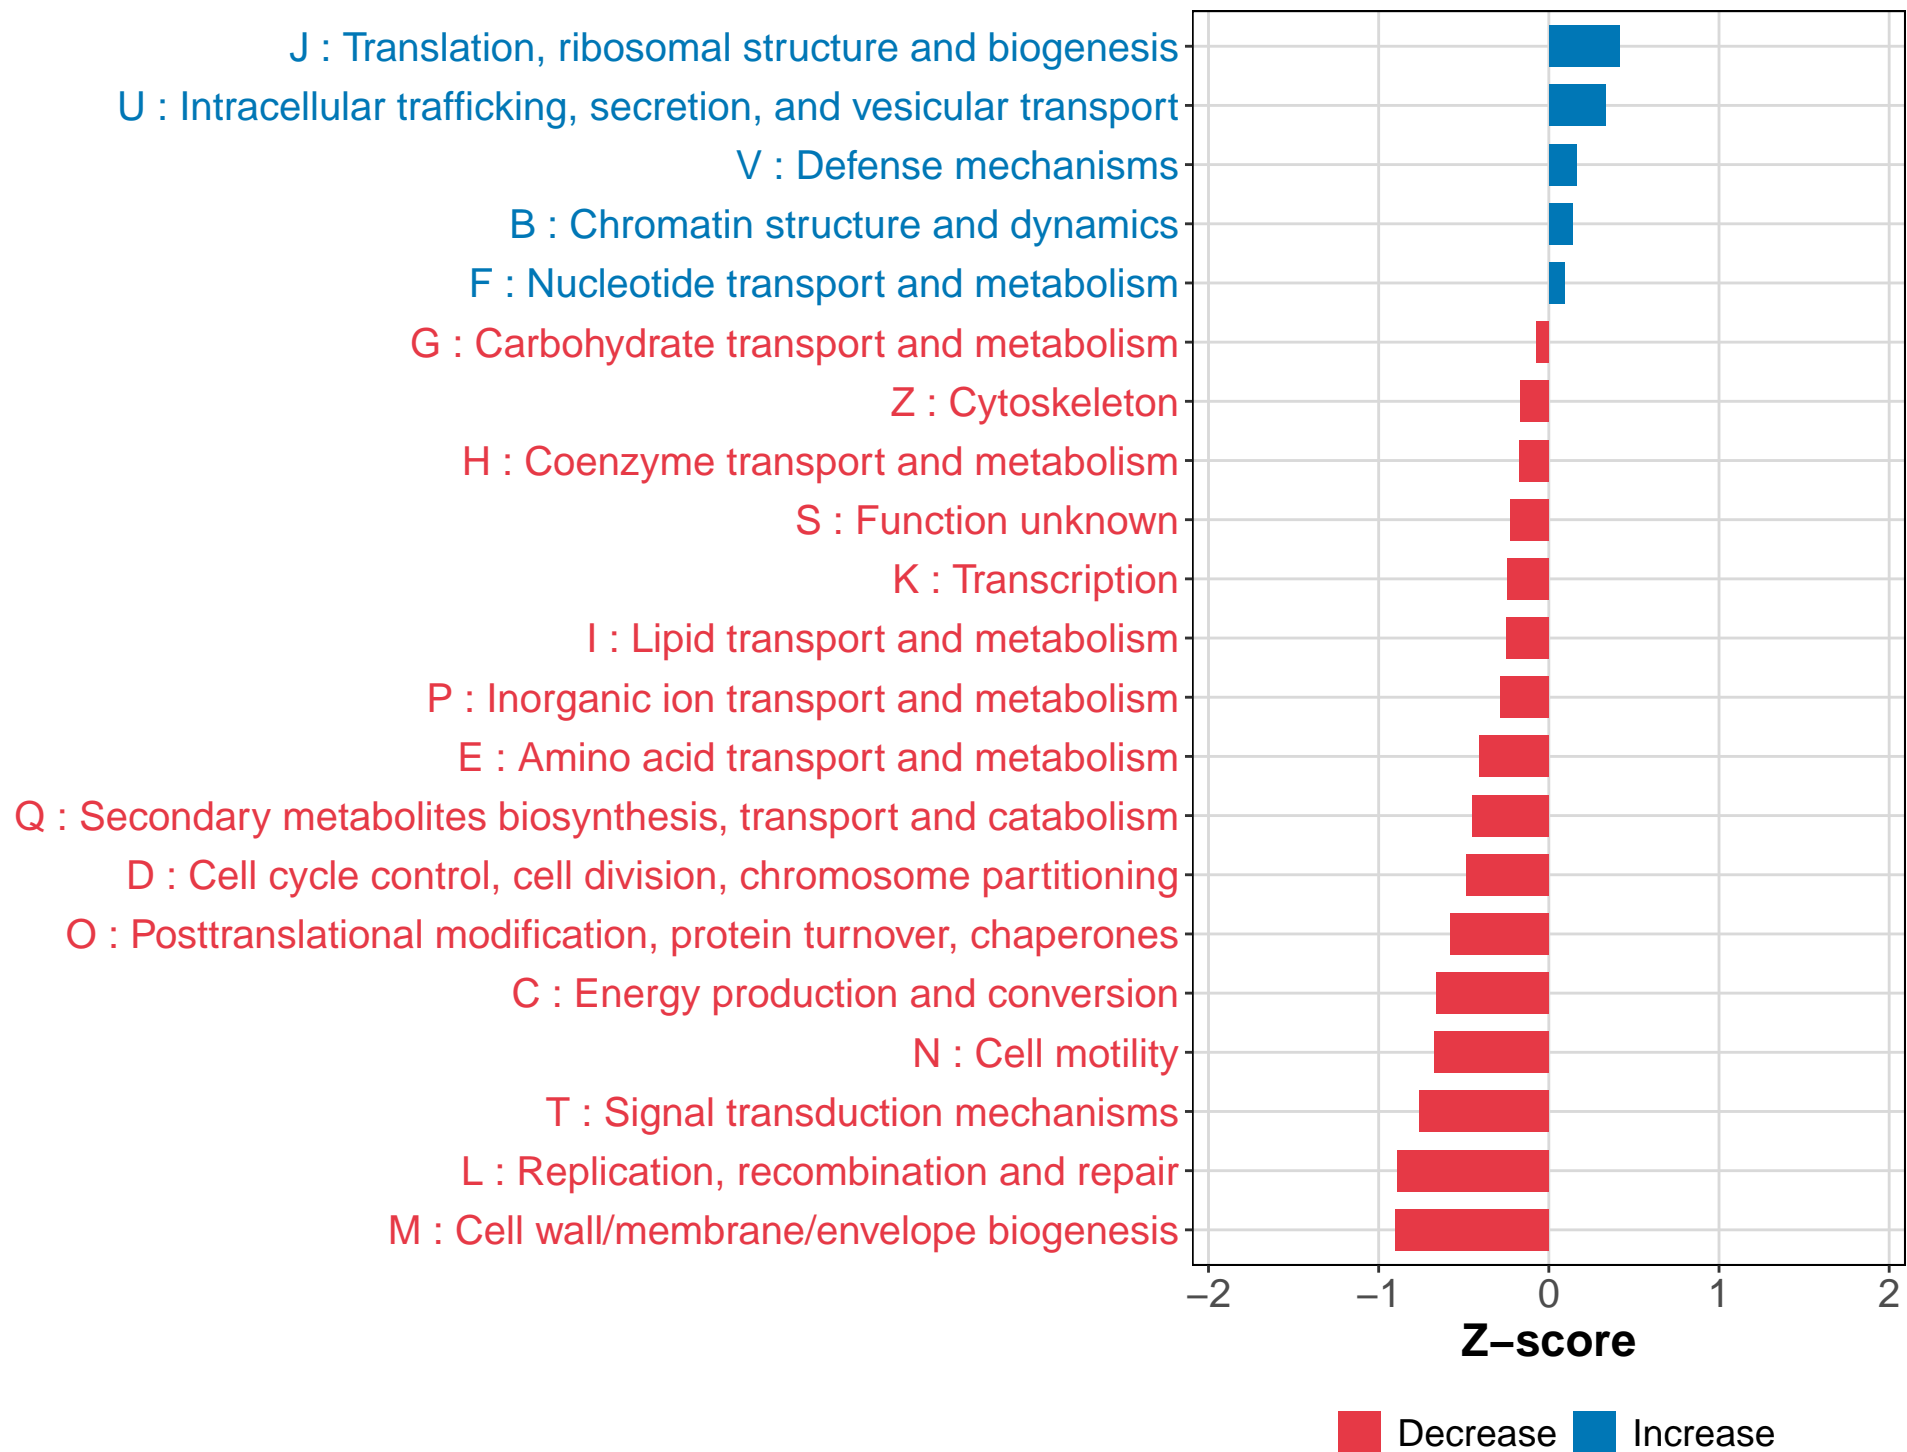 J : Translation, ribosomal structure and biogenesis
U : Intracellular trafficking, secretion, and vesicular transport
V : Defense mechanisms
B : Chromatin structure and dynamics
F : Nucleotide transport and metabolism
G : Carbohydrate transport and metabolism
Z : Cytoskeleton
H : Coenzyme transport and metabolism
S : Function unknown
K : Transcription
I : Lipid transport and metabolism
P : Inorganic ion transport and metabolism
E : Amino acid transport and metabolism
Q : Secondary metabolites biosynthesis, transport and catabolism
D : Cell cycle control, cell division, chromosome partitioning
O : Posttranslational modification, protein turnover, chaperones
C : Energy production and conversion
N : Cell motility
T : Signal transduction mechanisms
L : Replication, recombination and repair
M : Cell wall/membrane/envelope biogenesis
−2 −1 0 1 2
Z−score
Decrease Increase